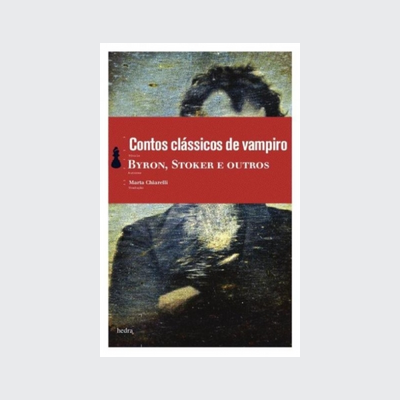 Contos clássicos de vampiro
BYRON, STOKER E OUTROS
Marta Chiarelli
hedra